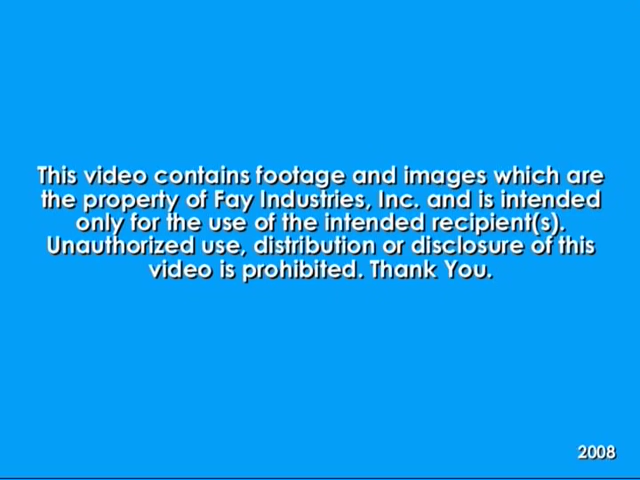 This video contains footage and images which are
the property of Fay Industries, Inc. and is intended
only for the use of the intended recipient(s).
Unauthorized use, distribution or disclosure of this
video is prohibited. Thank You.
2008